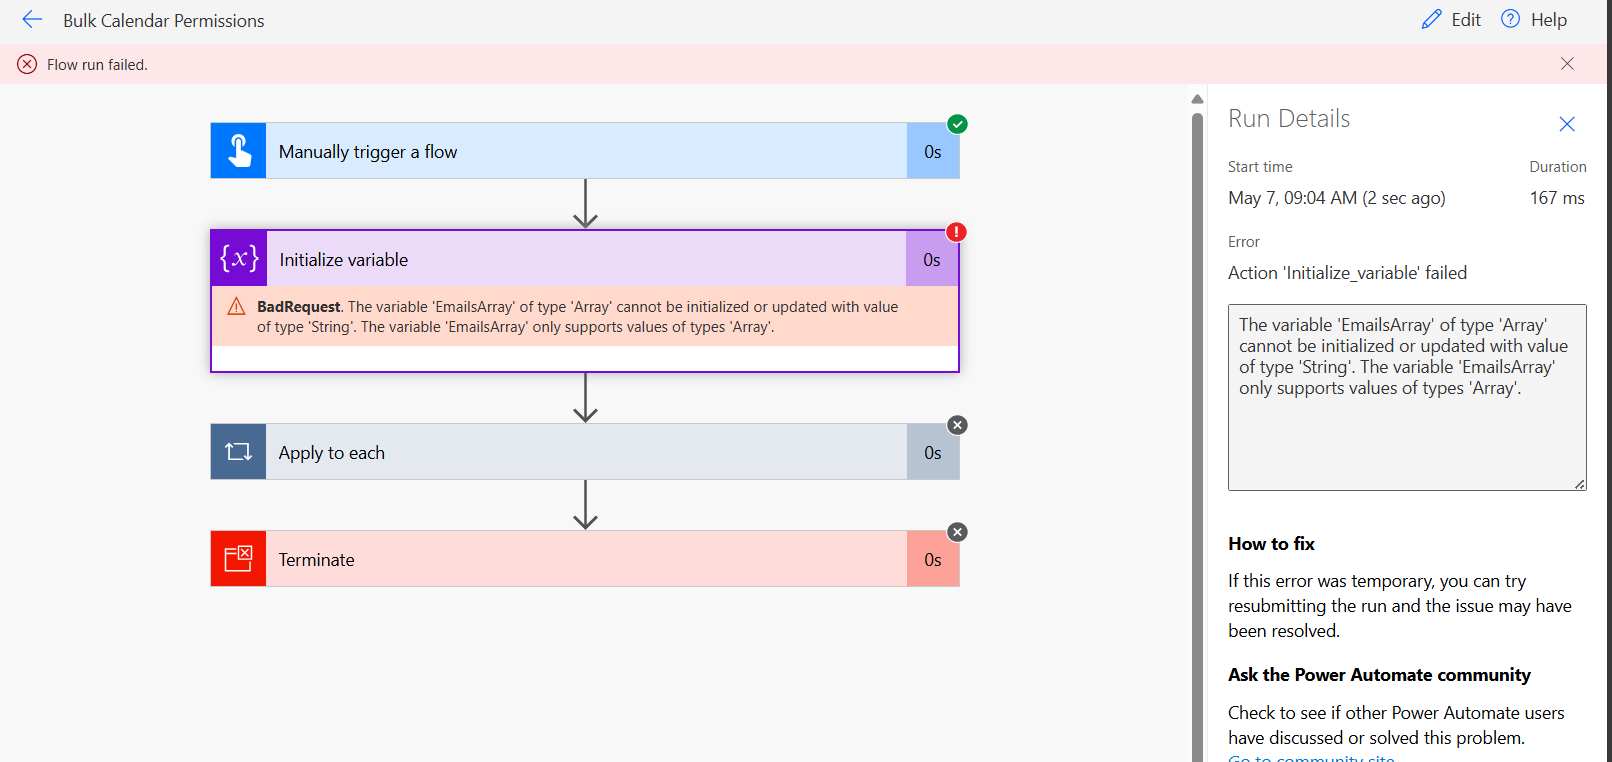 Bulk Calendar Permissions
Edit
Help
Flow run failed.
Manually trigger a flow
0s
{x}
Initialize variable
0s
BadRequest. The variable 'EmailsArray' of type 'Array' cannot be initialized or updated with value
of type 'String'. The variable 'EmailsArray' only supports values of types 'Array'.
Apply to each
0s
Terminate
0s
Run Details
Start time
Duration
May 7, 09:04 AM (2 sec ago)
167 ms
Error
Action 'Initialize_variable' failed
The variable 'EmailsArray' of type 'Array'
cannot be initialized or updated with value
of type 'String'. The variable 'EmailsArray'
only supports values of types 'Array'.
How to fix
If this error was temporary, you can try
resubmitting the run and the issue may have
been resolved.
Ask the Power Automate community
Check to see if other Power Automate users
have discussed or solved this problem.
Go to community site